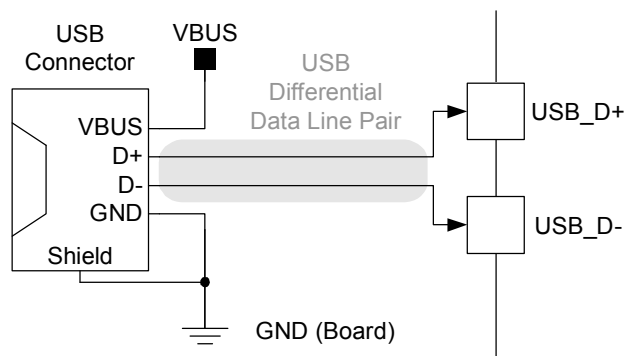 USB
Connector
VBUS
USB
Differential
Data Line Pair
VBUS
D+
D-
GND
Shield
USB_D+
USB_D-
GND (Board)